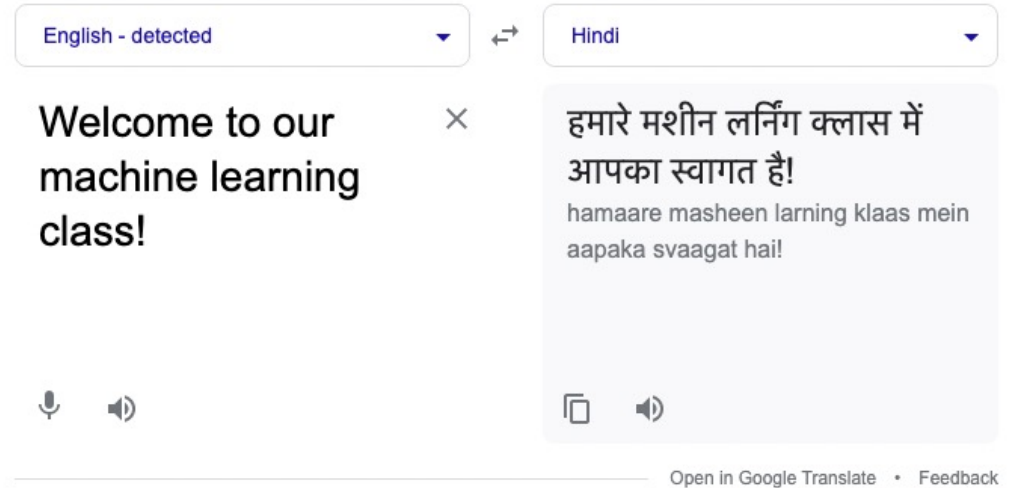 English - detected
Hindi
Welcome to our
machine learning
class!
हमारे मशीन लर्निंग क्लास में
आपका स्वागत है!
hamaare masheen larning klaas mein
aapaka svaagat hai!
Open in Google Translate • Feedback